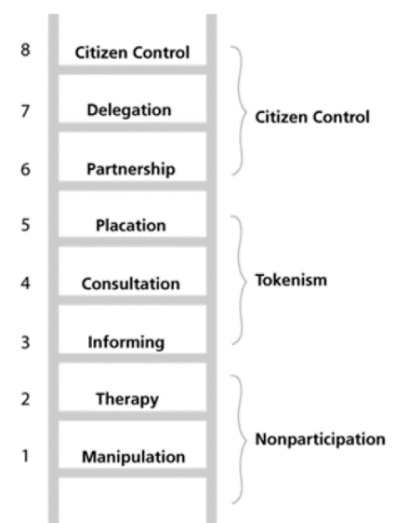 8 Citizen Control
7 Delegation
Citizen Control
6 Partnership
5 Placation
4 Consultation
Tokenism
3 Informing
2 Therapy
Nonparticipation
1 Manipulation